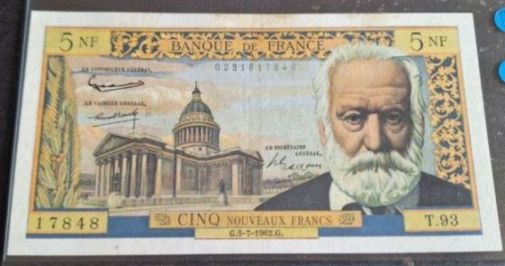 5 NF
BANQUE DE FRANCE
5 NF
0231817848
LE CONTROLEUR GÉNÉRAL,
LE CAISSIER GÉNÉRAL,
LE SECRÉTAIRE
GÉNÉRAL,
17848
CINQ NOUVEAUX FRANCS
T.93
G.5-7-1962.G.